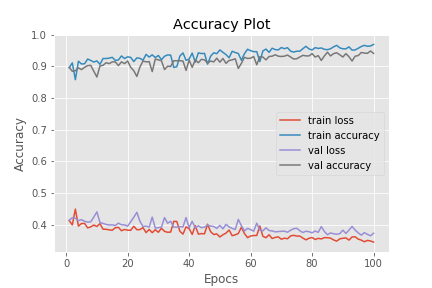 Accuracy Plot
1.0
0.9
0.8
0.7
0.6
0.5
0.4
Accuracy
train loss
train accuracy
val loss
val accuracy
0 20 40 60 80 100
Epocs